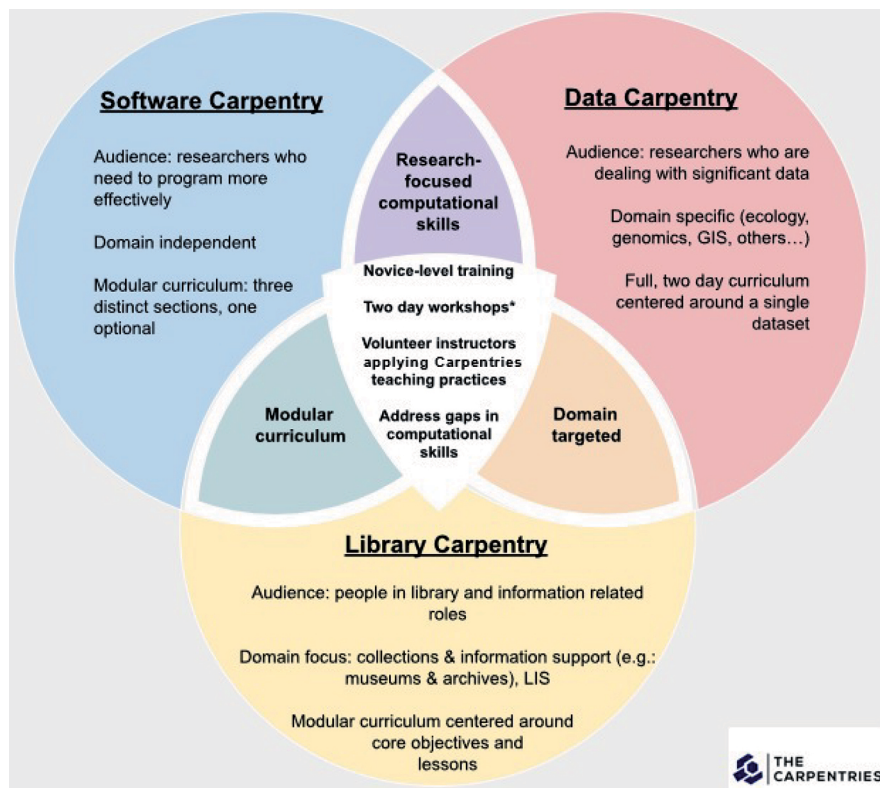 Software Carpentry
Audience: researchers who
need to program more
effectively
Domain independent
Modular curriculum: three
distinct sections, one
optional
Research-
focused
computational
skills
Data Carpentry
Audience: researchers who are
dealing with significant data
Domain specific (ecology,
genomics, GIS, others…)
Full, two day curriculum
centered around a single
dataset
Novice-level training
Two day workshops*
Volunteer instructors
applying Carpentries
teaching practices
Address gaps in
computational
skills
Modular
curriculum
Domain
targeted
Library Carpentry
Audience: people in library and information related
roles
Domain focus: collections & information support (e.g.:
museums & archives), LIS
Modular curriculum centered around
core objectives and
lessons
THE
CARPENTRIES